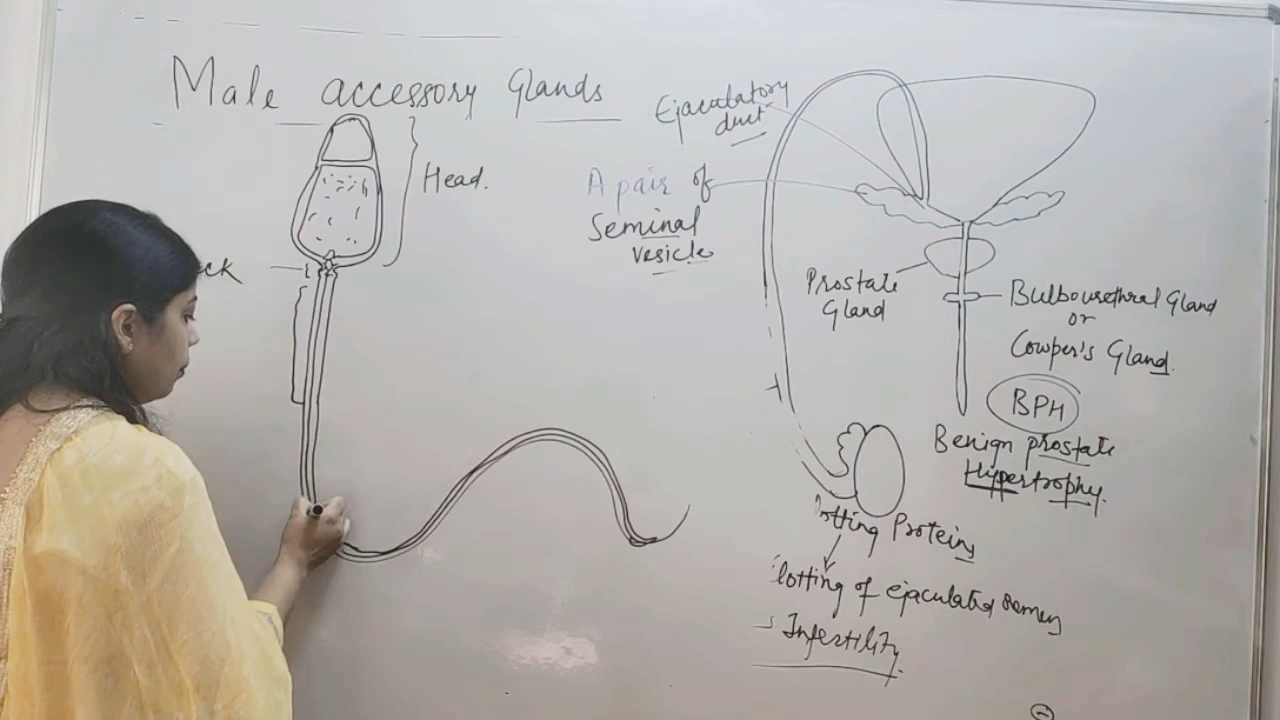 Male accessory Glands
Head.
ck
Ejaculatory
duct
A pair of
Seminal
vesicle
Prostate
Gland
Bulbourethral Gland
or
Cowper's Gland
BPH
Benign prostate
Hypertrophy.
otting Proteins
lotting of ejaculated semen
Infertility.